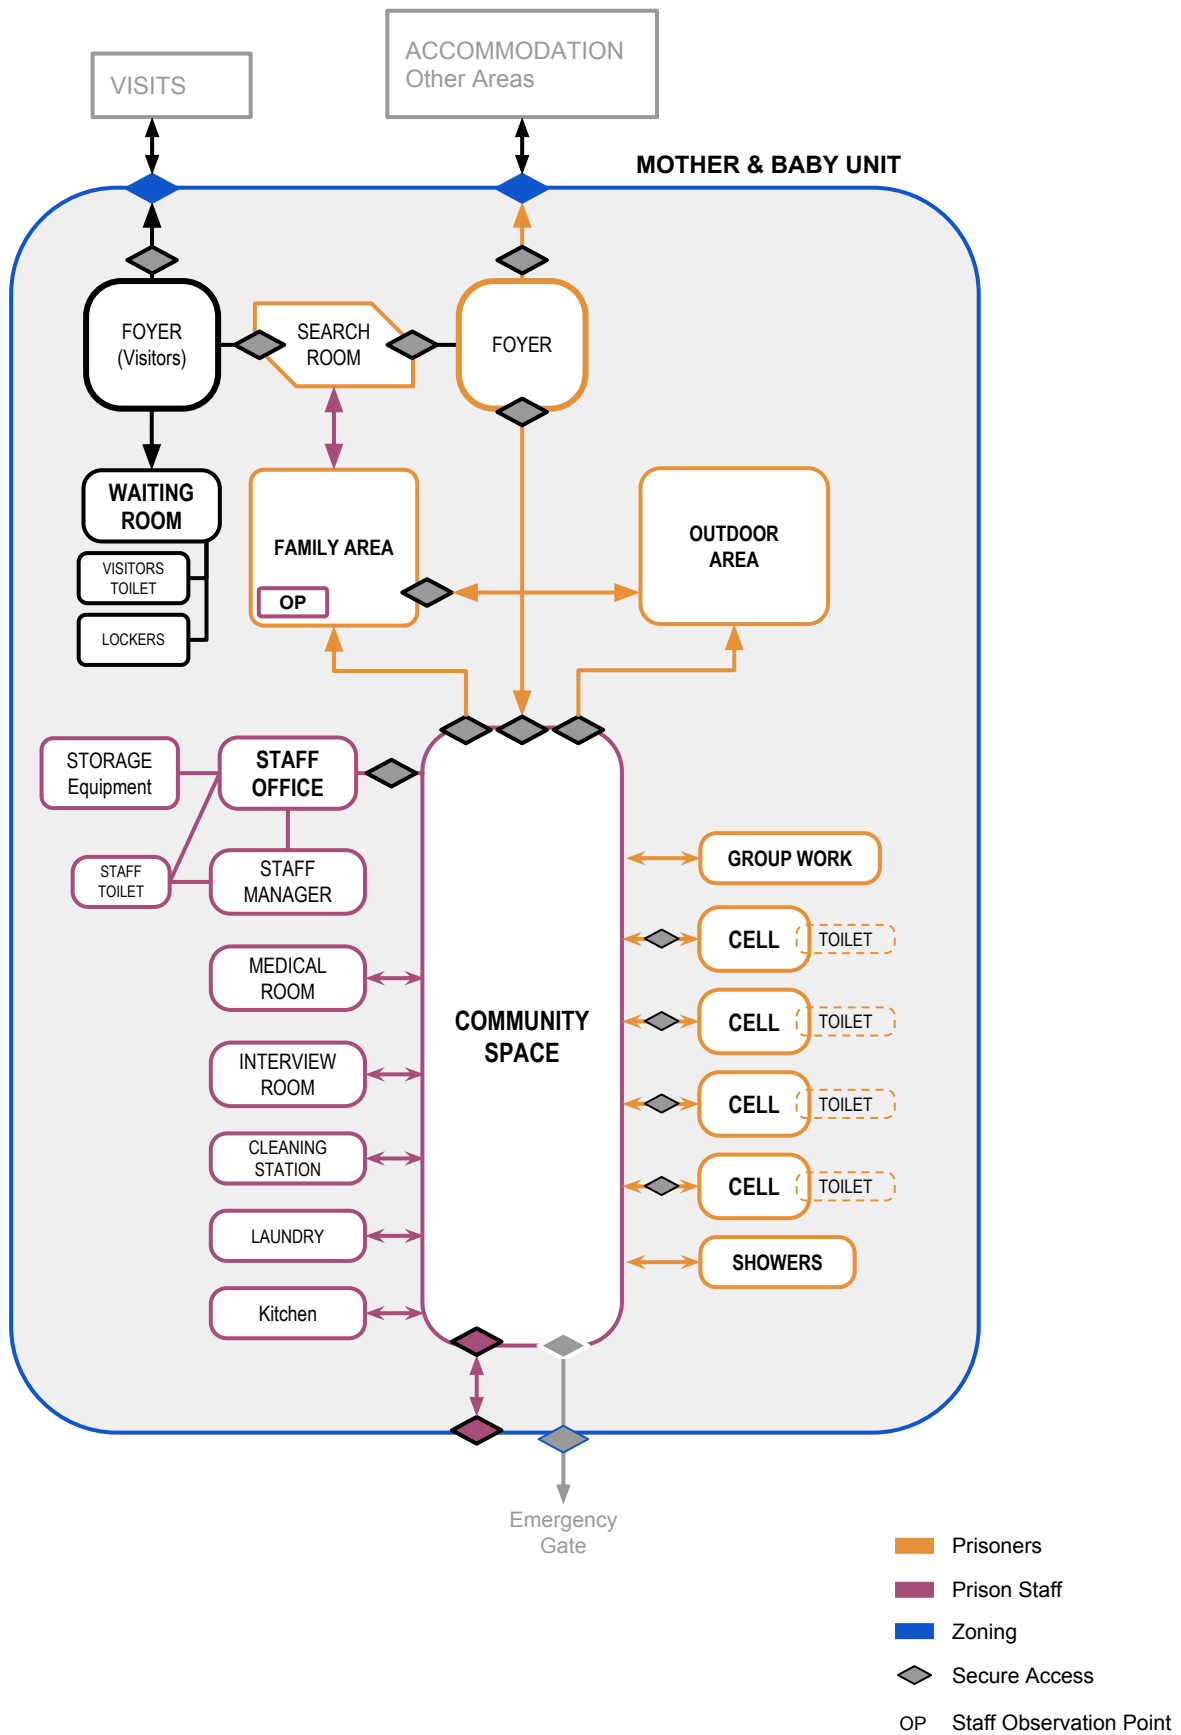 ACCOMMODATION
Other Areas
VISITS
MOTHER & BABY UNIT
FOYER
(Visitors)
SEARCH
ROOM
FOYER
WAITING
ROOM
VISITORS
TOILET
LOCKERS
FAMILY AREA
OP
OUTDOOR
AREA
STORAGE
Equipment
STAFF
OFFICE
STAFF
TOILET
STAFF
MANAGER
MEDICAL
ROOM
INTERVIEW
ROOM
CLEANING
STATION
LAUNDRY
Kitchen
COMMUNITY
SPACE
GROUP WORK
CELL TOILET
CELL TOILET
CELL TOILET
CELL TOILET
SHOWERS
Emergency
Gate
Prisoners
Prison Staff
Zoning
Secure Access
OP Staff Observation Point